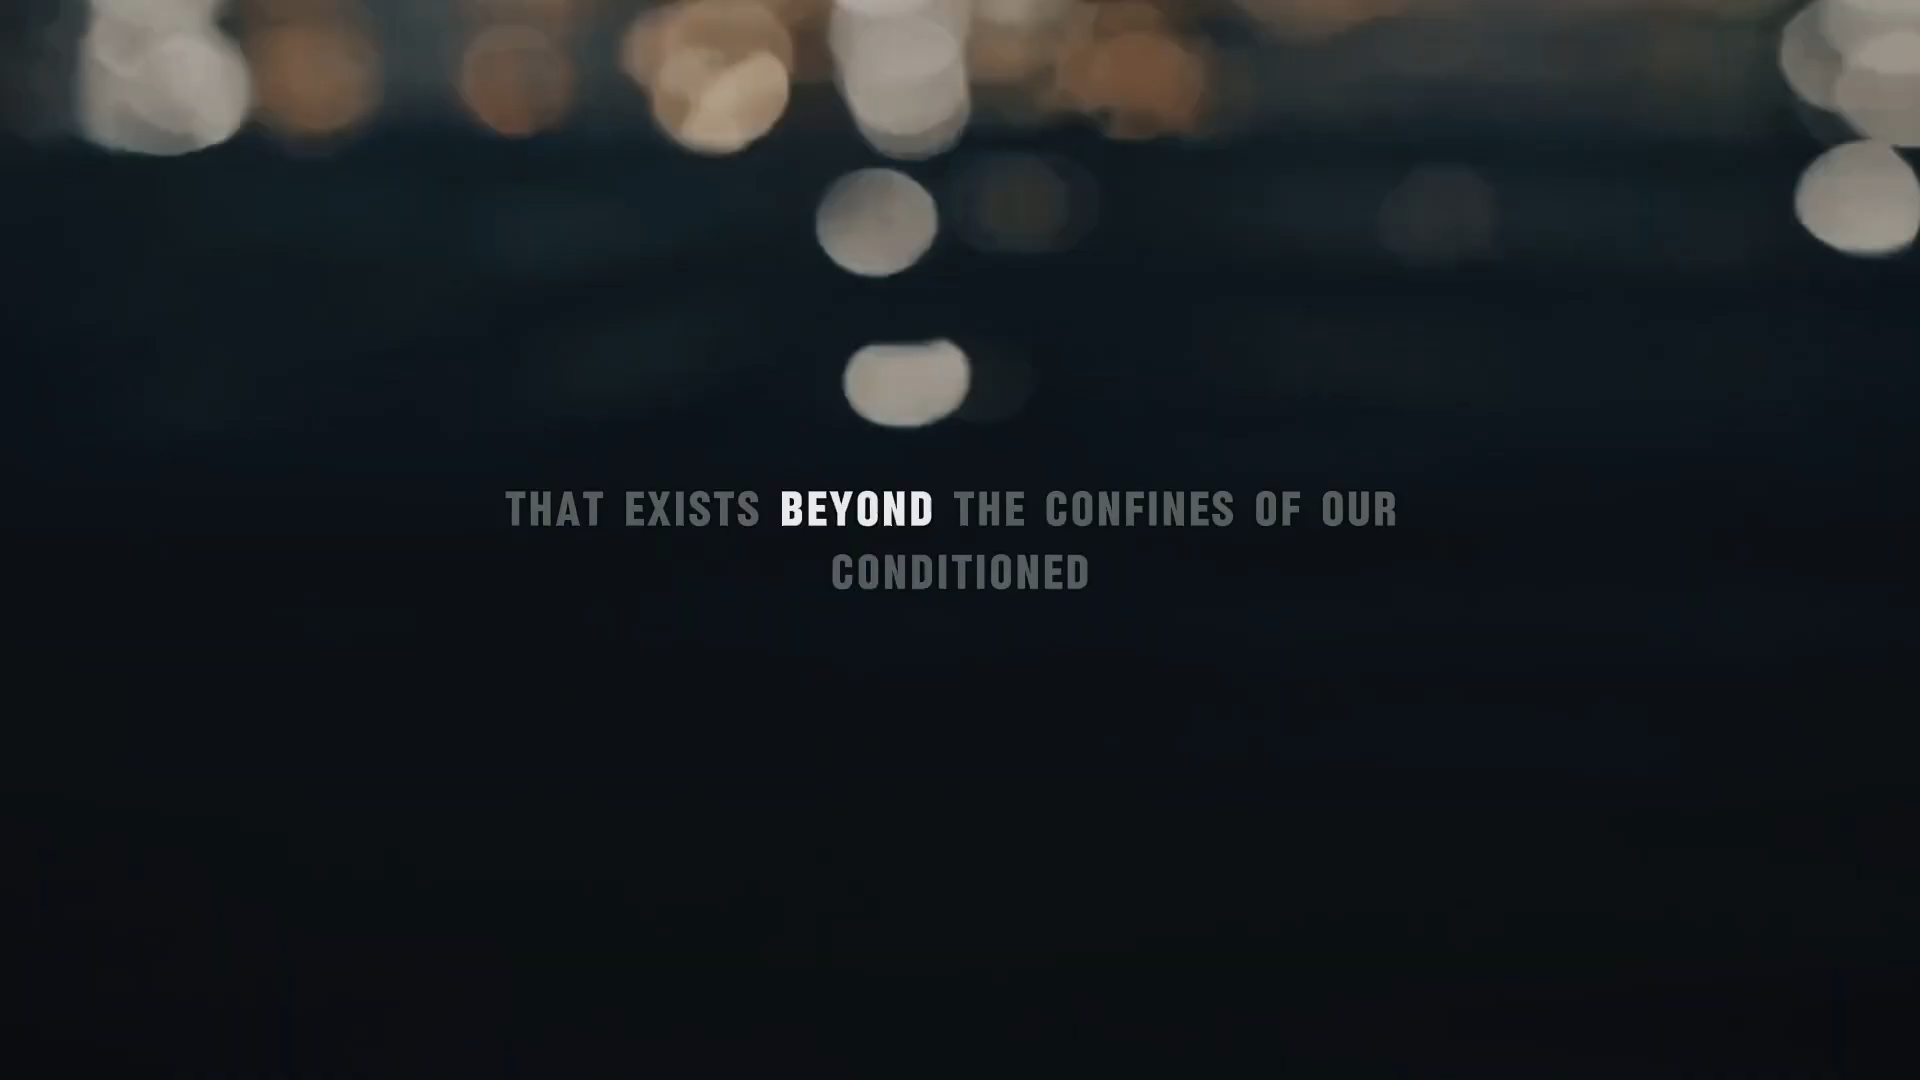 THAT EXISTS BEYOND THE CONFINES OF OUR
CONDITIONED